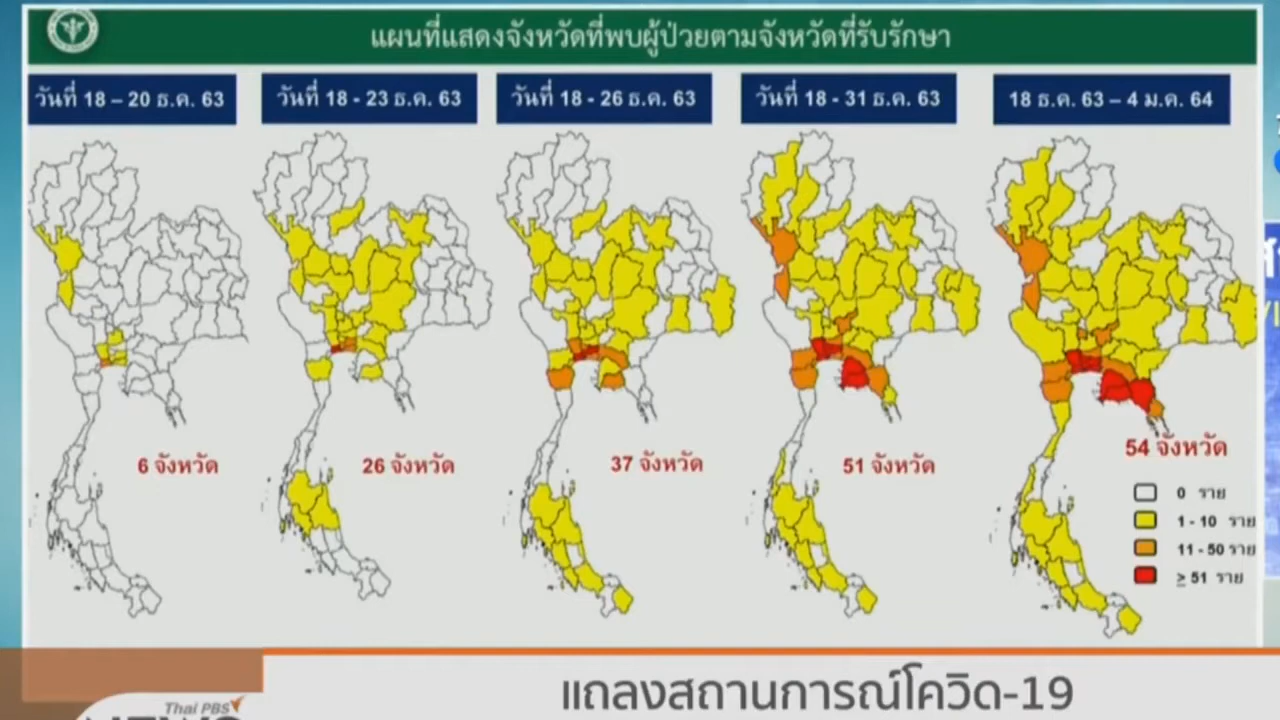 แผนที่แสดงจังหวัดที่พบผู้ป่วยตามจังหวัดที่รับรักษา
วันที่ 18 – 20 ธ.ค. 63
วันที่ 18 - 23 ธ.ค. 63
วันที่ 18 - 26 ธ.ค. 63
วันที่ 18 - 31 ธ.ค. 63
18 ธ.ค. 63 – 4 ม.ค. 64
6 จังหวัด
26 จังหวัด
37 จังหวัด
51 จังหวัด
54 จังหวัด
0 ราย
1 - 10 ราย
11 - 50 ราย
≥ 51 ราย
แถลงสถานการณ์โควิด-19
Thai PBS
NEWS